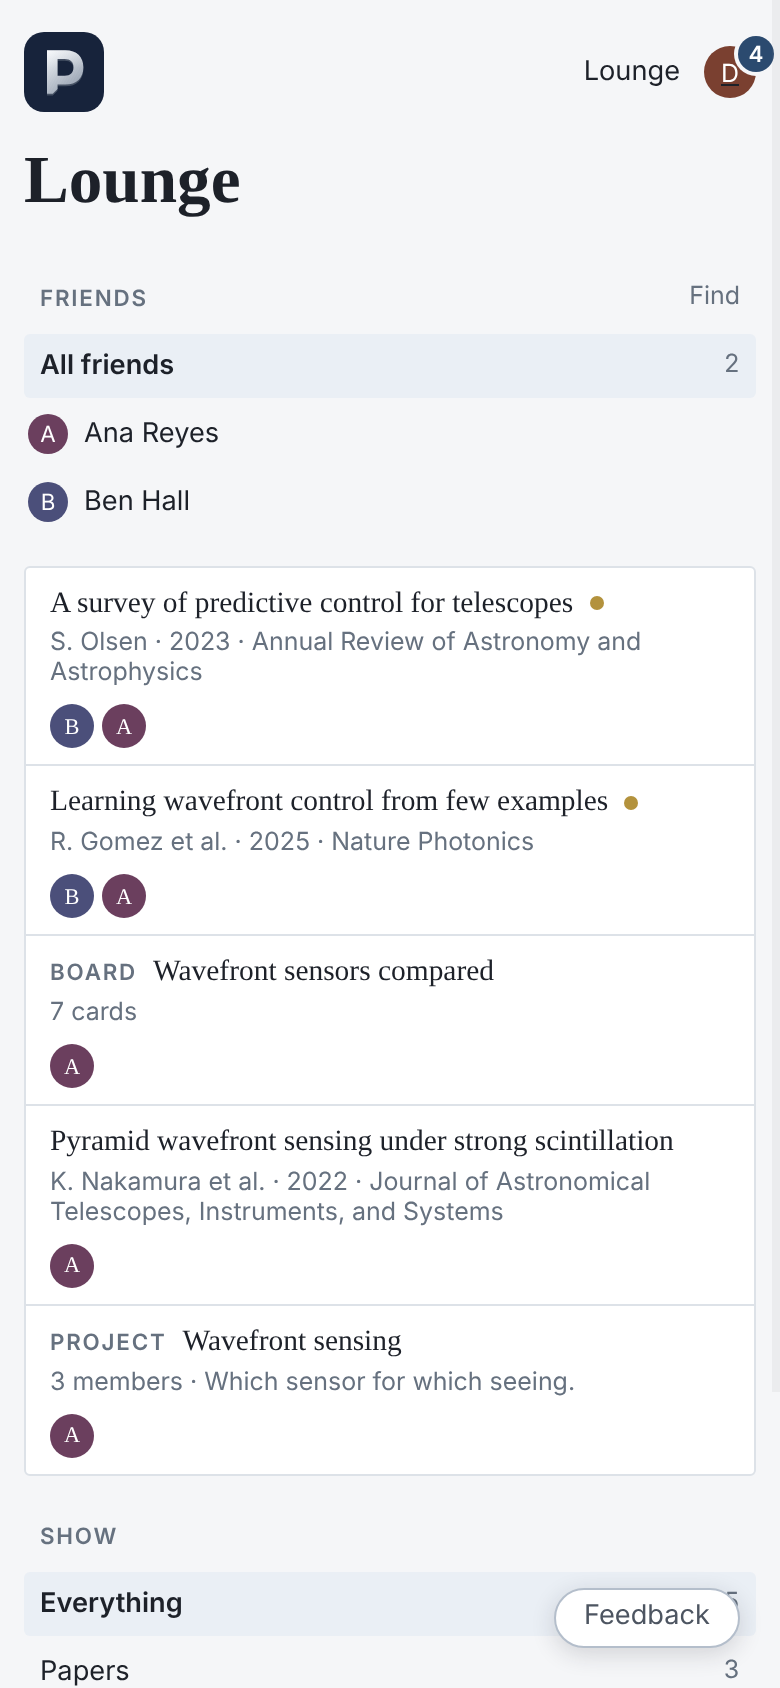 P
Lounge
D
4
Lounge
FRIENDS
Find
All friends
2
A
Ana Reyes
B
Ben Hall
A survey of predictive control for telescopes
S. Olsen · 2023 · Annual Review of Astronomy and
Astrophysics
B A
Learning wavefront control from few examples
R. Gomez et al. · 2025 · Nature Photonics
B A
BOARD Wavefront sensors compared
7 cards
A
Pyramid wavefront sensing under strong scintillation
K. Nakamura et al. · 2022 · Journal of Astronomical
Telescopes, Instruments, and Systems
A
PROJECT Wavefront sensing
3 members · Which sensor for which seeing.
A
SHOW
Everything
Feedback
Papers
3